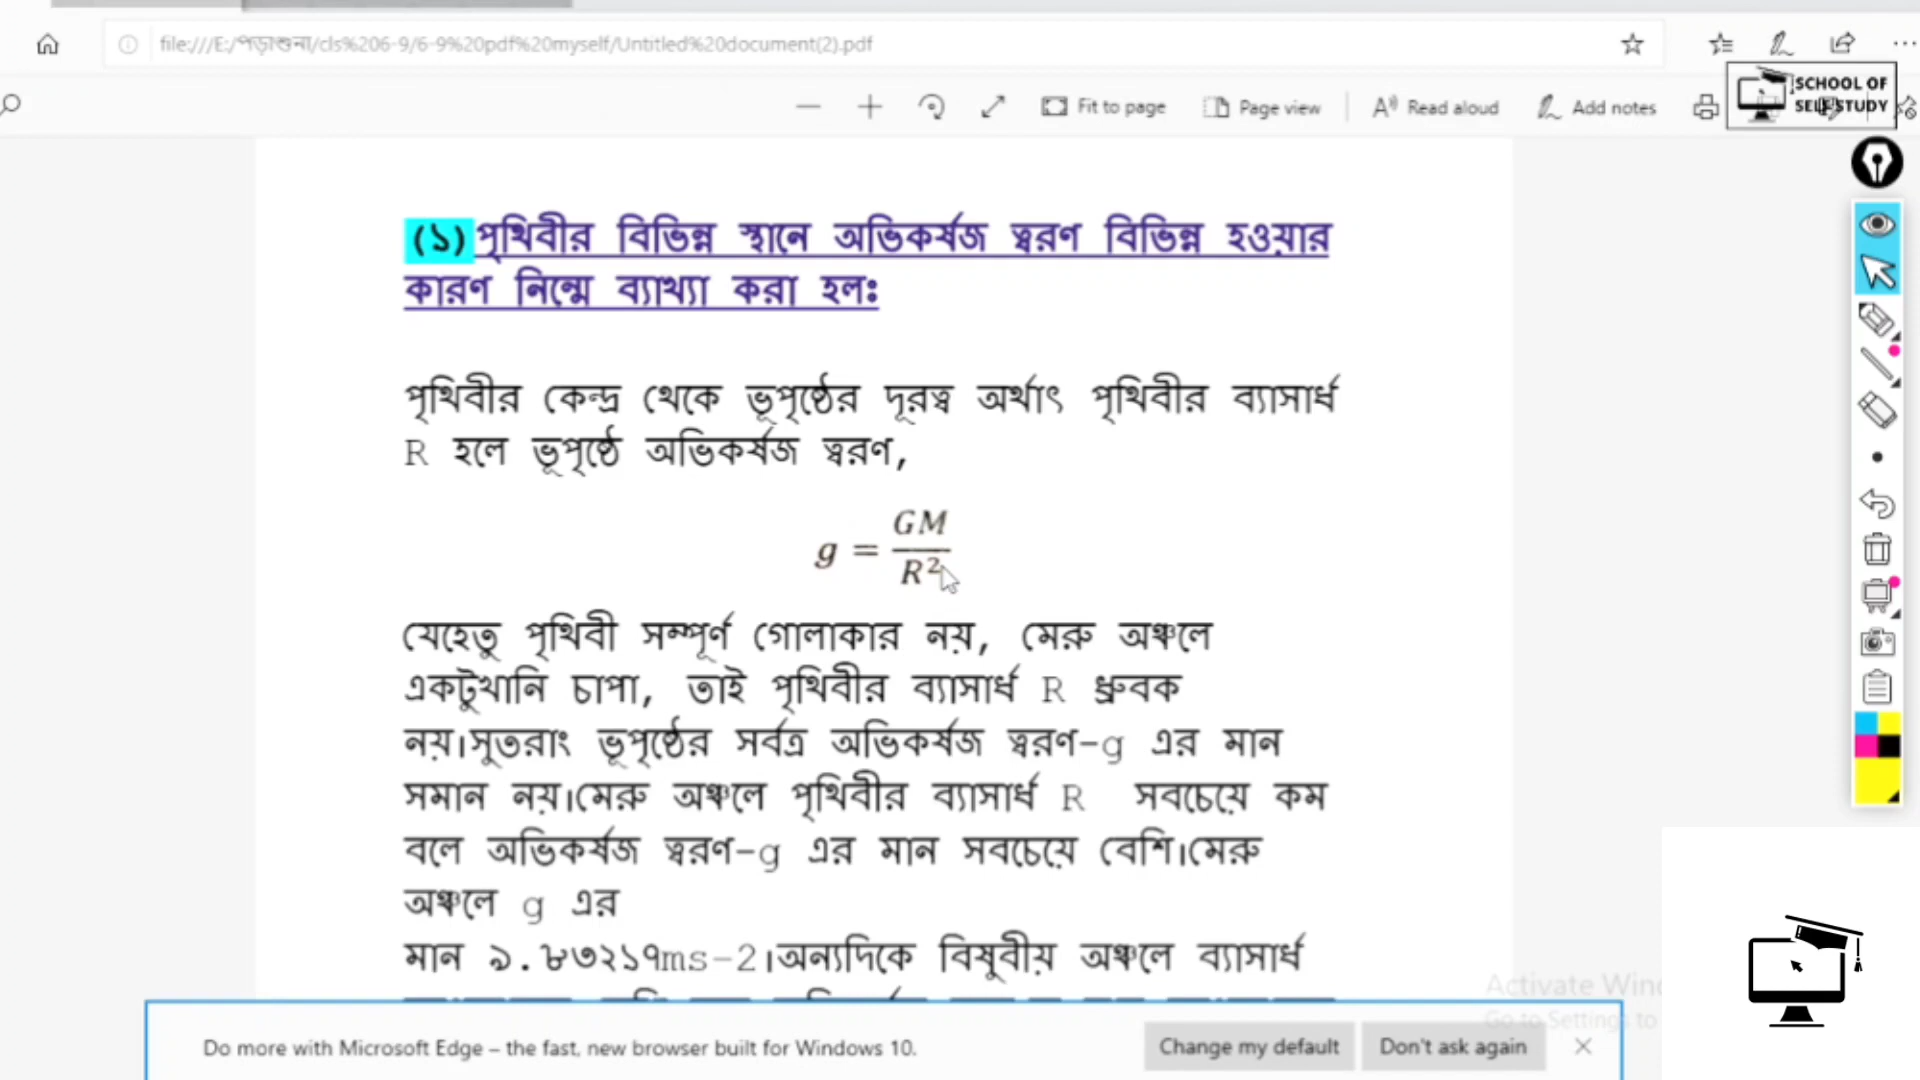 file:///E:/পড়াশুনা/cls%206-9/6-9%20pdf%20myself/Untitled%20document(2).pdf
Fit to page
Page view
Read aloud
Add notes
SCHOOL OF
SELF STUDY
(১)পৃথিবীর বিভিন্ন স্থানে অভিকর্ষজ ত্বরণ বিভিন্ন হওয়ার
কারণ নিম্মে ব্যাখ্যা করা হলঃ
পৃথিবীর কেন্দ্র থেকে ভূপৃষ্ঠের দূরত্ব অর্থাৎ পৃথিবীর ব্যাসার্ধ
R হলে ভূপৃষ্ঠে অভিকর্ষজ ত্বরণ,
g = GM/R²
যেহেতু পৃথিবী সম্পূর্ণ গোলাকার নয়, মেরু অঞ্চলে
একটুখানি চাপা, তাই পৃথিবীর ব্যাসার্ধ R ধ্রুবক
নয়।সুতরাং ভূপৃষ্ঠের সর্বত্র অভিকর্ষজ ত্বরণ-g এর মান
সমান নয়।মেরু অঞ্চলে পৃথিবীর ব্যাসার্ধ R সবচেয়ে কম
বলে অভিকর্ষজ ত্বরণ-g এর মান সবচেয়ে বেশি।মেরু
অঞ্চলে g এর
মান ৯.৮৩২১৭ms-2।অন্যদিকে বিষুবীয় অঞ্চলে ব্যাসার্ধ
Activate Win
Go to Settings to
Do more with Microsoft Edge – the fast, new browser built for Windows 10.
Change my default
Don't ask again